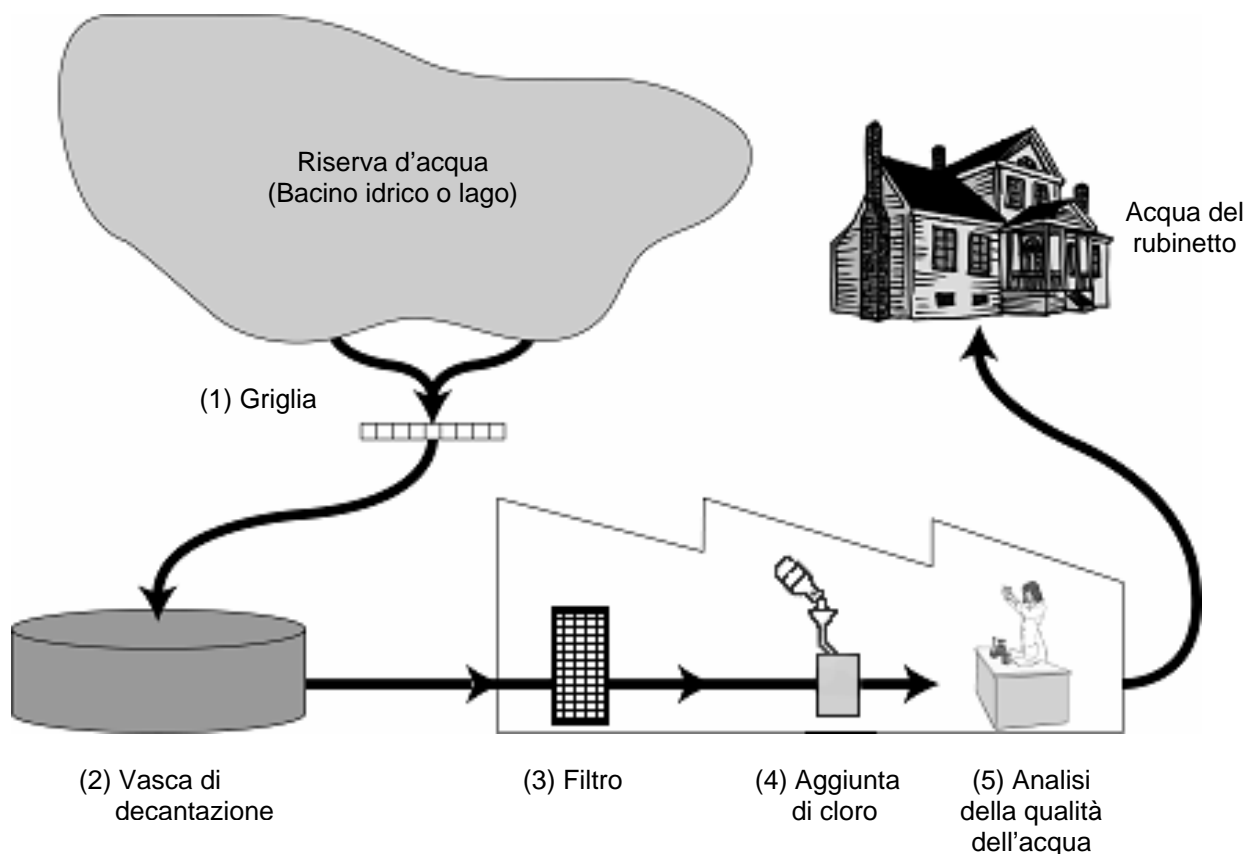 Riserva d’acqua
(Bacino idrico o lago)
Acqua del
rubinetto
(1) Griglia
(2) Vasca di
decantazione
(3) Filtro
(4) Aggiunta
di cloro
(5) Analisi
della qualità
dell’acqua